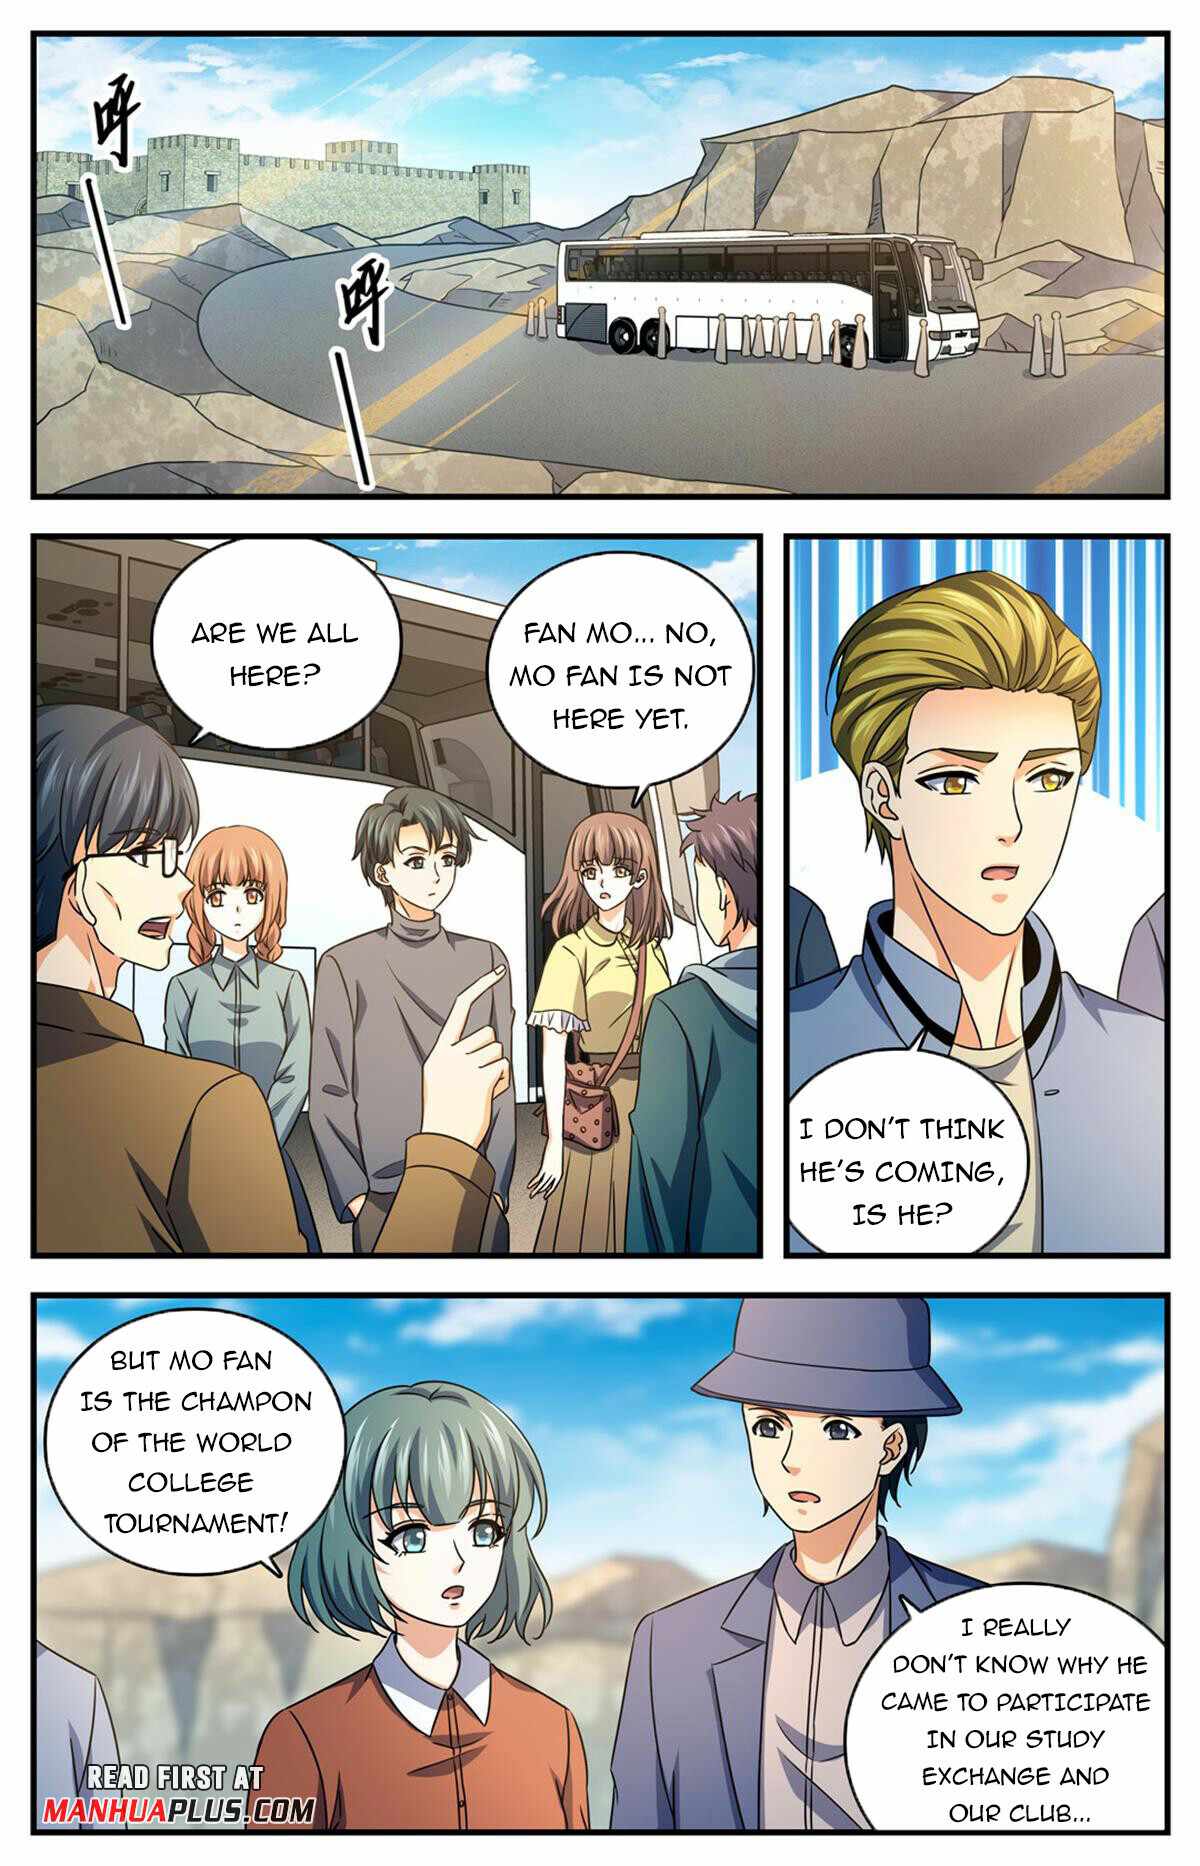 呼
呼
ARE WE ALL
HERE?
FAN MO... NO,
MO FAN IS NOT
HERE YET.
I DON'T THINK
HE'S COMING,
IS HE?
BUT MO FAN
IS THE CHAMPON
OF THE WORLD
COLLEGE
TOURNAMENT!
I REALLY
DON'T KNOW WHY HE
CAME TO PARTICIPATE
IN OUR STUDY
EXCHANGE AND
OUR CLUB...
READ FIRST AT
MANHUAPLUS.COM